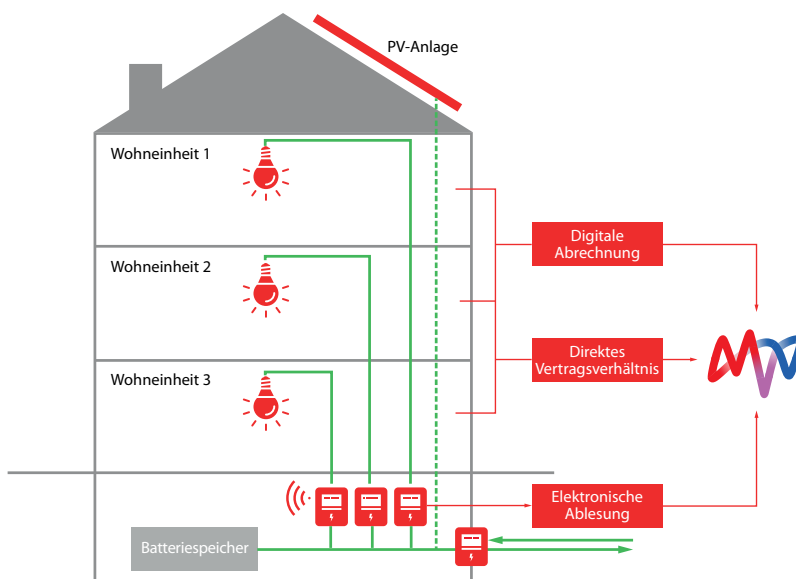 PV-Anlage
Wohneinheit 1
Wohneinheit 2
Wohneinheit 3
Digitale
Abrechnung
Direktes
Vertragsverhältnis
Elektronische
Ablesung
Batteriespeicher